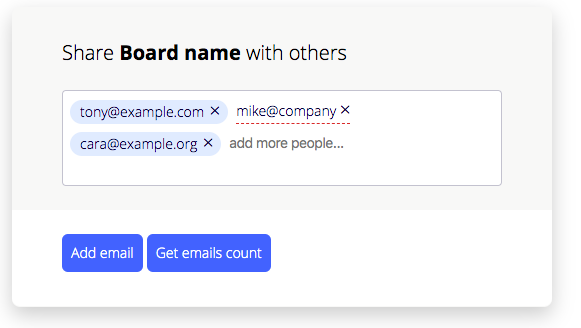 Share Board name with others
tony@example.com × mike@company ×
cara@example.org × add more people...
Add email Get emails count